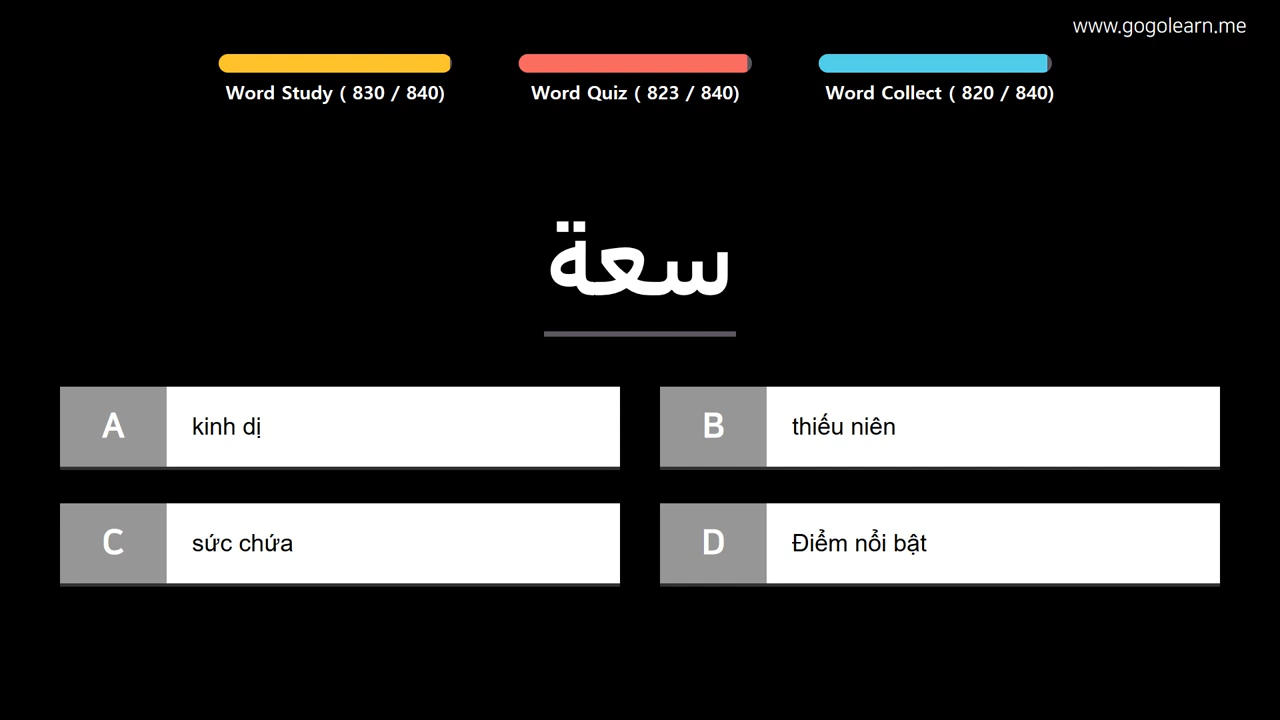 www.gogolearn.me
Word Study ( 830 / 840)
Word Quiz ( 823 / 840)
Word Collect ( 820 / 840)
سعة
A kinh dị
B thiếu niên
C sức chứa
D Điểm nổi bật